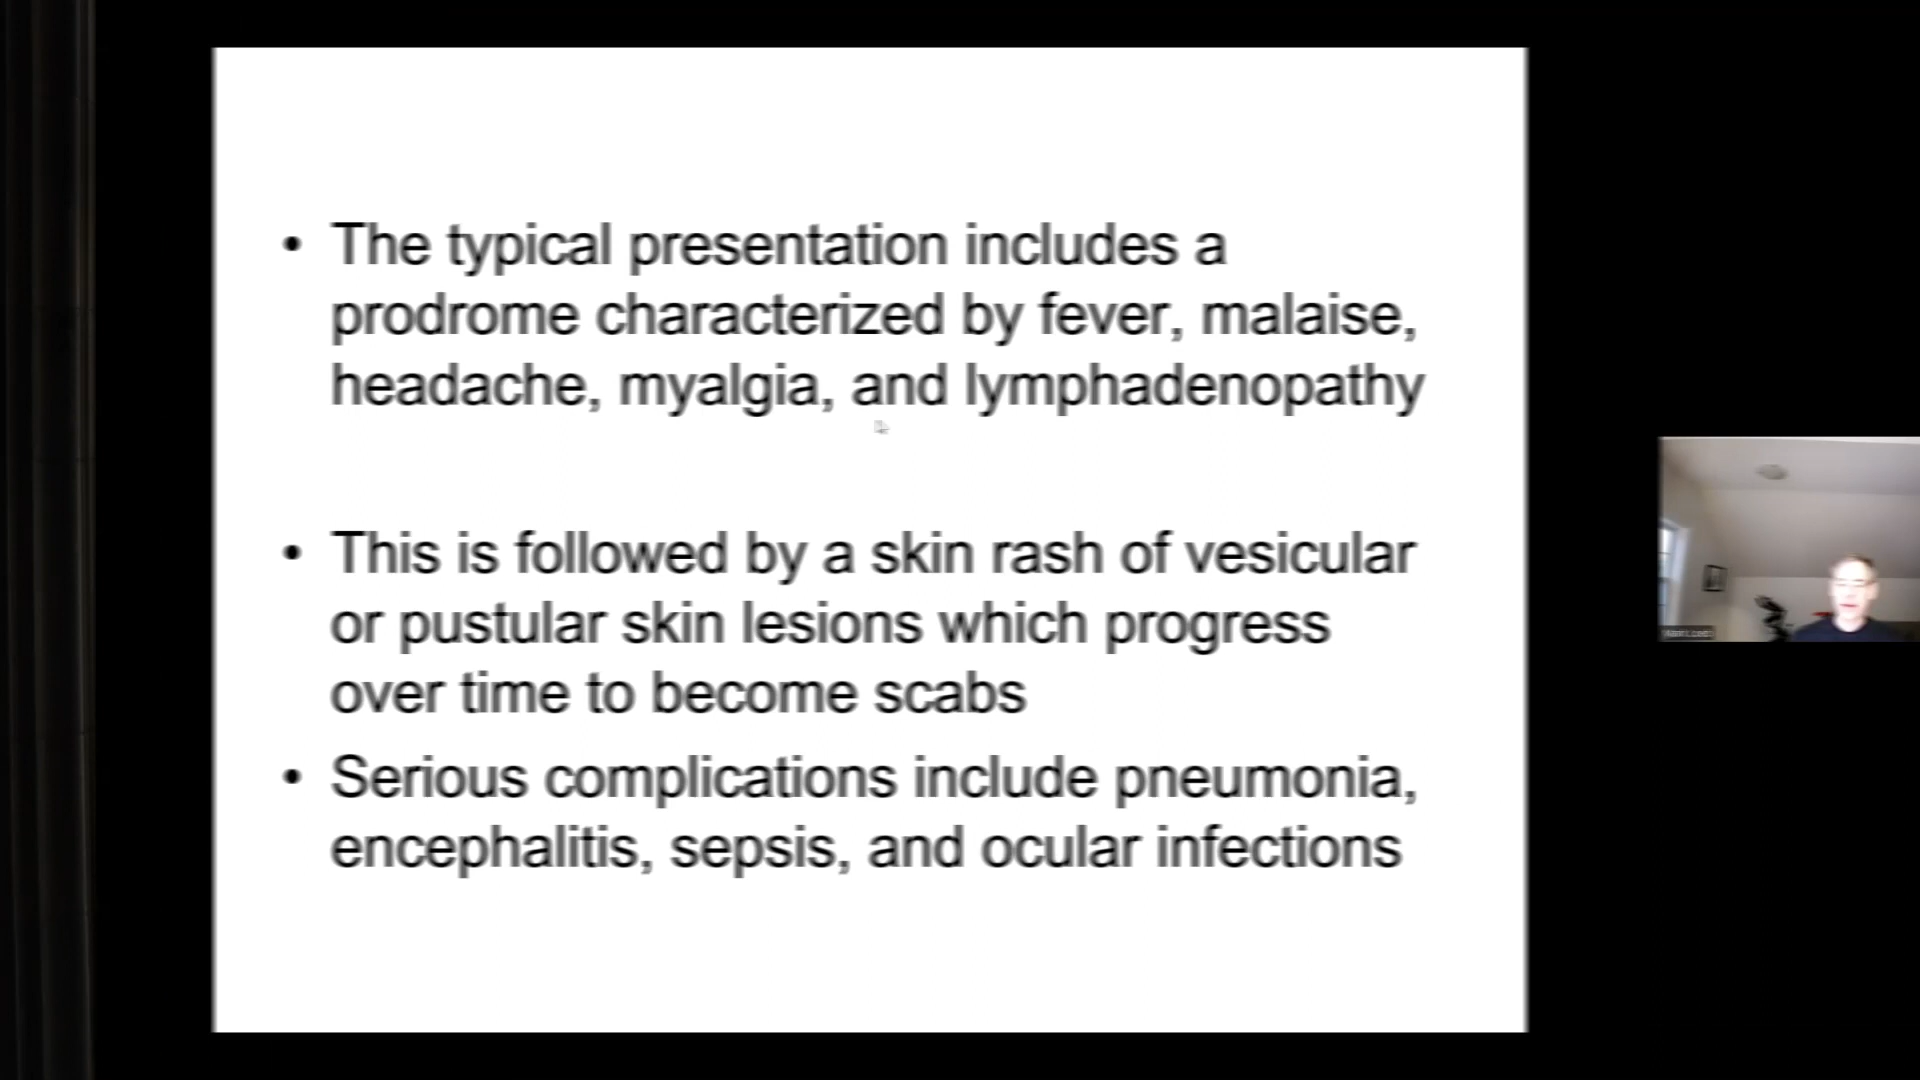 • The typical presentation includes a
prodrome characterized by fever, malaise,
headache, myalgia, and lymphadenopathy
• This is followed by a skin rash of vesicular
or pustular skin lesions which progress
over time to become scabs
• Serious complications include pneumonia,
encephalitis, sepsis, and ocular infections